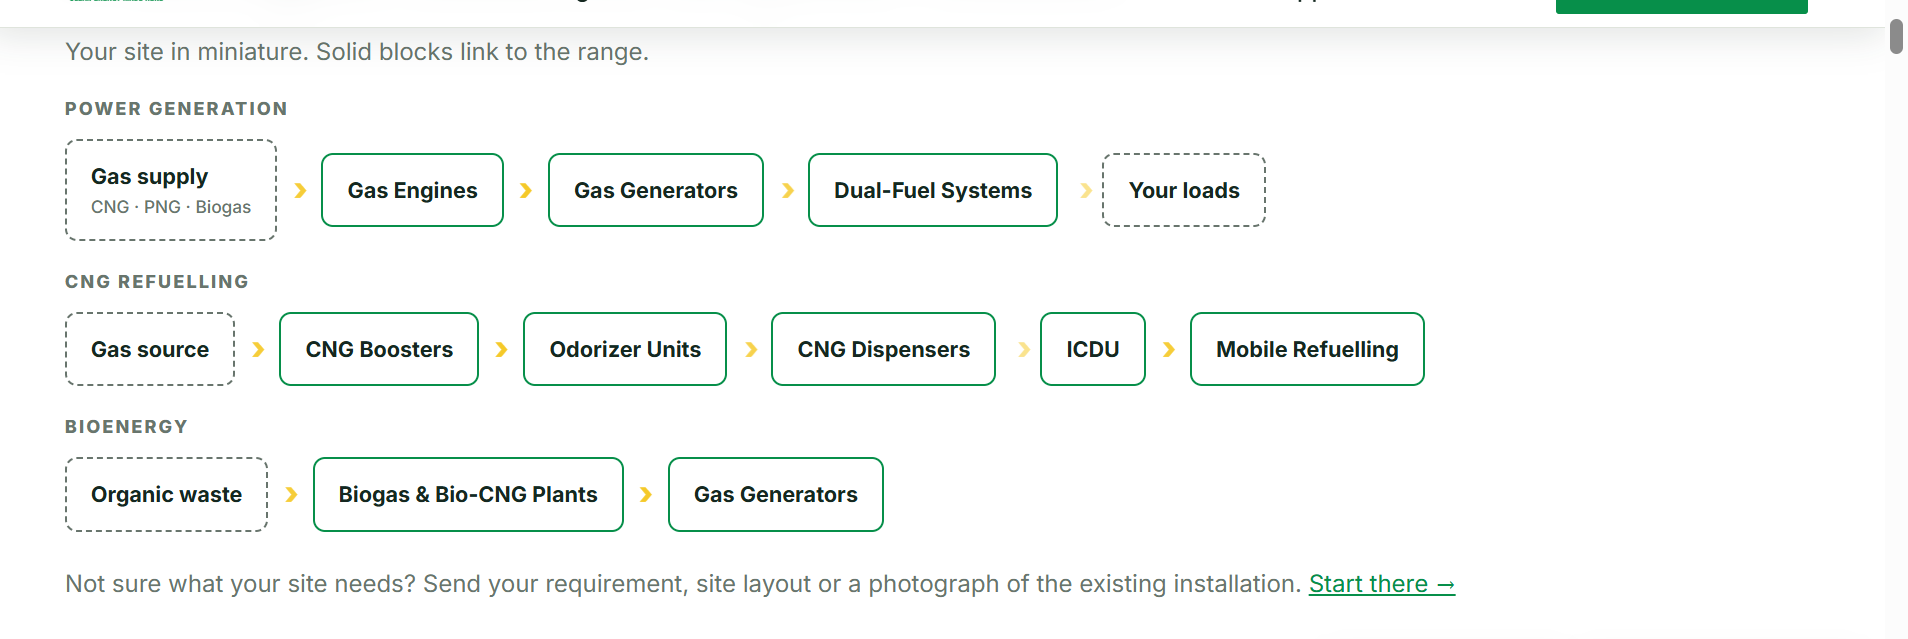 Your site in miniature. Solid blocks link to the range.
POWER GENERATION
Gas supply
CNG · PNG · Biogas
› Gas Engines › Gas Generators › Dual-Fuel Systems › Your loads
CNG REFUELLING
Gas source › CNG Boosters › Odorizer Units › CNG Dispensers › ICDU › Mobile Refuelling
BIOENERGY
Organic waste › Biogas & Bio-CNG Plants › Gas Generators
Not sure what your site needs? Send your requirement, site layout or a photograph of the existing installation. Start there →